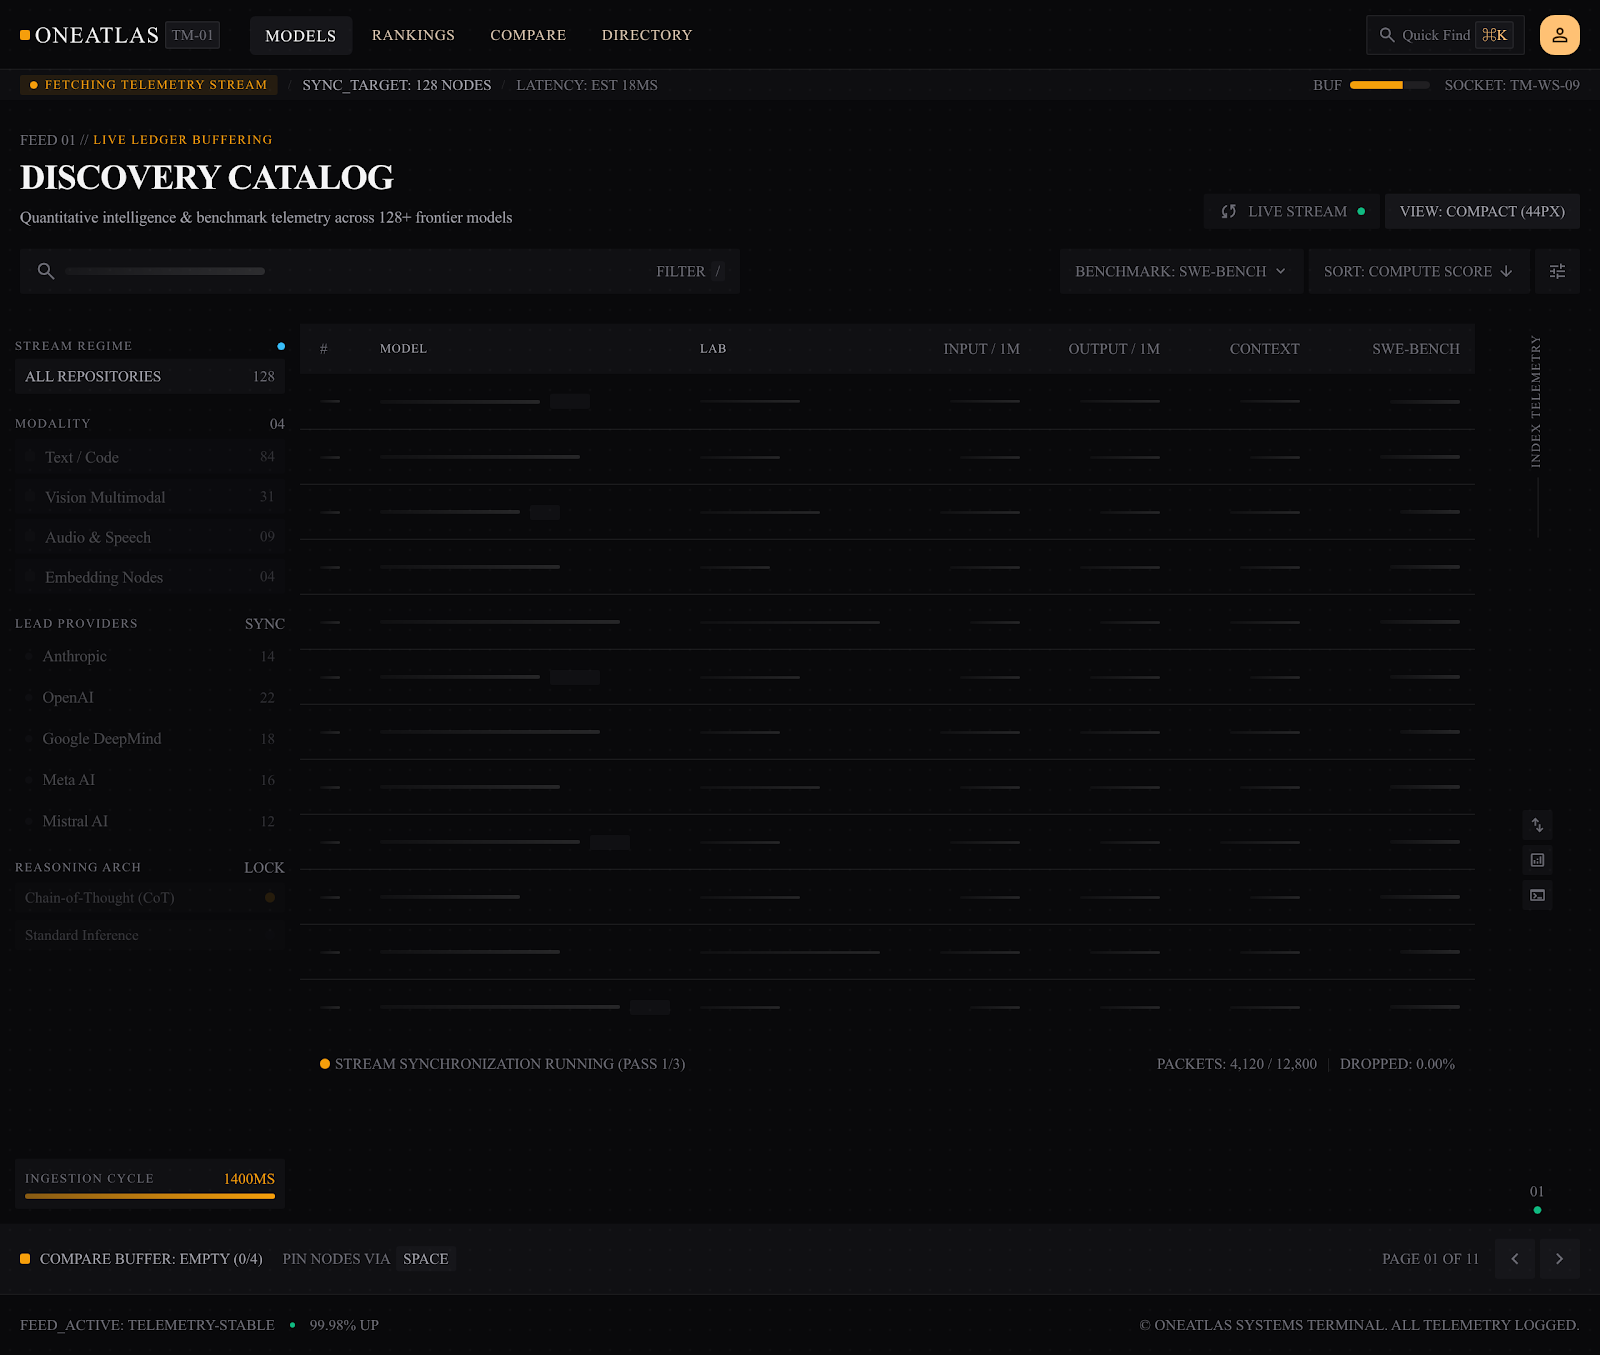 ONEATLAS TM-01 MODELS RANKINGS COMPARE DIRECTORY Quick Find ⌘K
FETCHING TELEMETRY STREAM / SYNC_TARGET: 128 NODES / LATENCY: EST 18MS BUF SOCKET: TM-WS-09
FEED 01 // LIVE LEDGER BUFFERING
DISCOVERY CATALOG
Quantitative intelligence & benchmark telemetry across 128+ frontier models
LIVE STREAM VIEW: COMPACT (44PX)
FILTER / BENCHMARK: SWE-BENCH SORT: COMPUTE SCORE
STREAM REGIME
ALL REPOSITORIES 128
MODALITY 04
Text / Code 84
Vision Multimodal 31
Audio & Speech 09
Embedding Nodes 04
LEAD PROVIDERS SYNC
Anthropic 14
OpenAI 22
Google DeepMind 18
Meta AI 16
Mistral AI 12
REASONING ARCH LOCK
Chain-of-Thought (CoT)
Standard Inference
INGESTION CYCLE 1400MS
# MODEL LAB INPUT / 1M OUTPUT / 1M CONTEXT SWE-BENCH
STREAM SYNCHRONIZATION RUNNING (PASS 1/3) PACKETS: 4,120 / 12,800 | DROPPED: 0.00%
INDEX TELEMETRY
01
COMPARE BUFFER: EMPTY (0/4) PIN NODES VIA SPACE PAGE 01 OF 11
FEED_ACTIVE: TELEMETRY-STABLE 99.98% UP © ONEATLAS SYSTEMS TERMINAL. ALL TELEMETRY LOGGED.